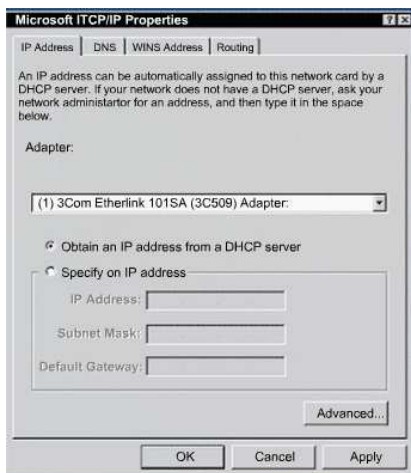 Microsoft ITCP/IP Properties
IP Address DNS WINS Address Routing
An IP address can be automatically assigned to this network card by a
DHCP server. If your network does not have a DHCP server, ask your
network administartor for an address, and then type it in the space
below.
Adapter:
(1) 3Com Etherlink 101SA (3C509) Adapter:
Obtain an IP address from a DHCP server
Specify on IP address
IP Address:
Subnet Mask:
Default Gateway:
Advanced...
OK Cancel Apply